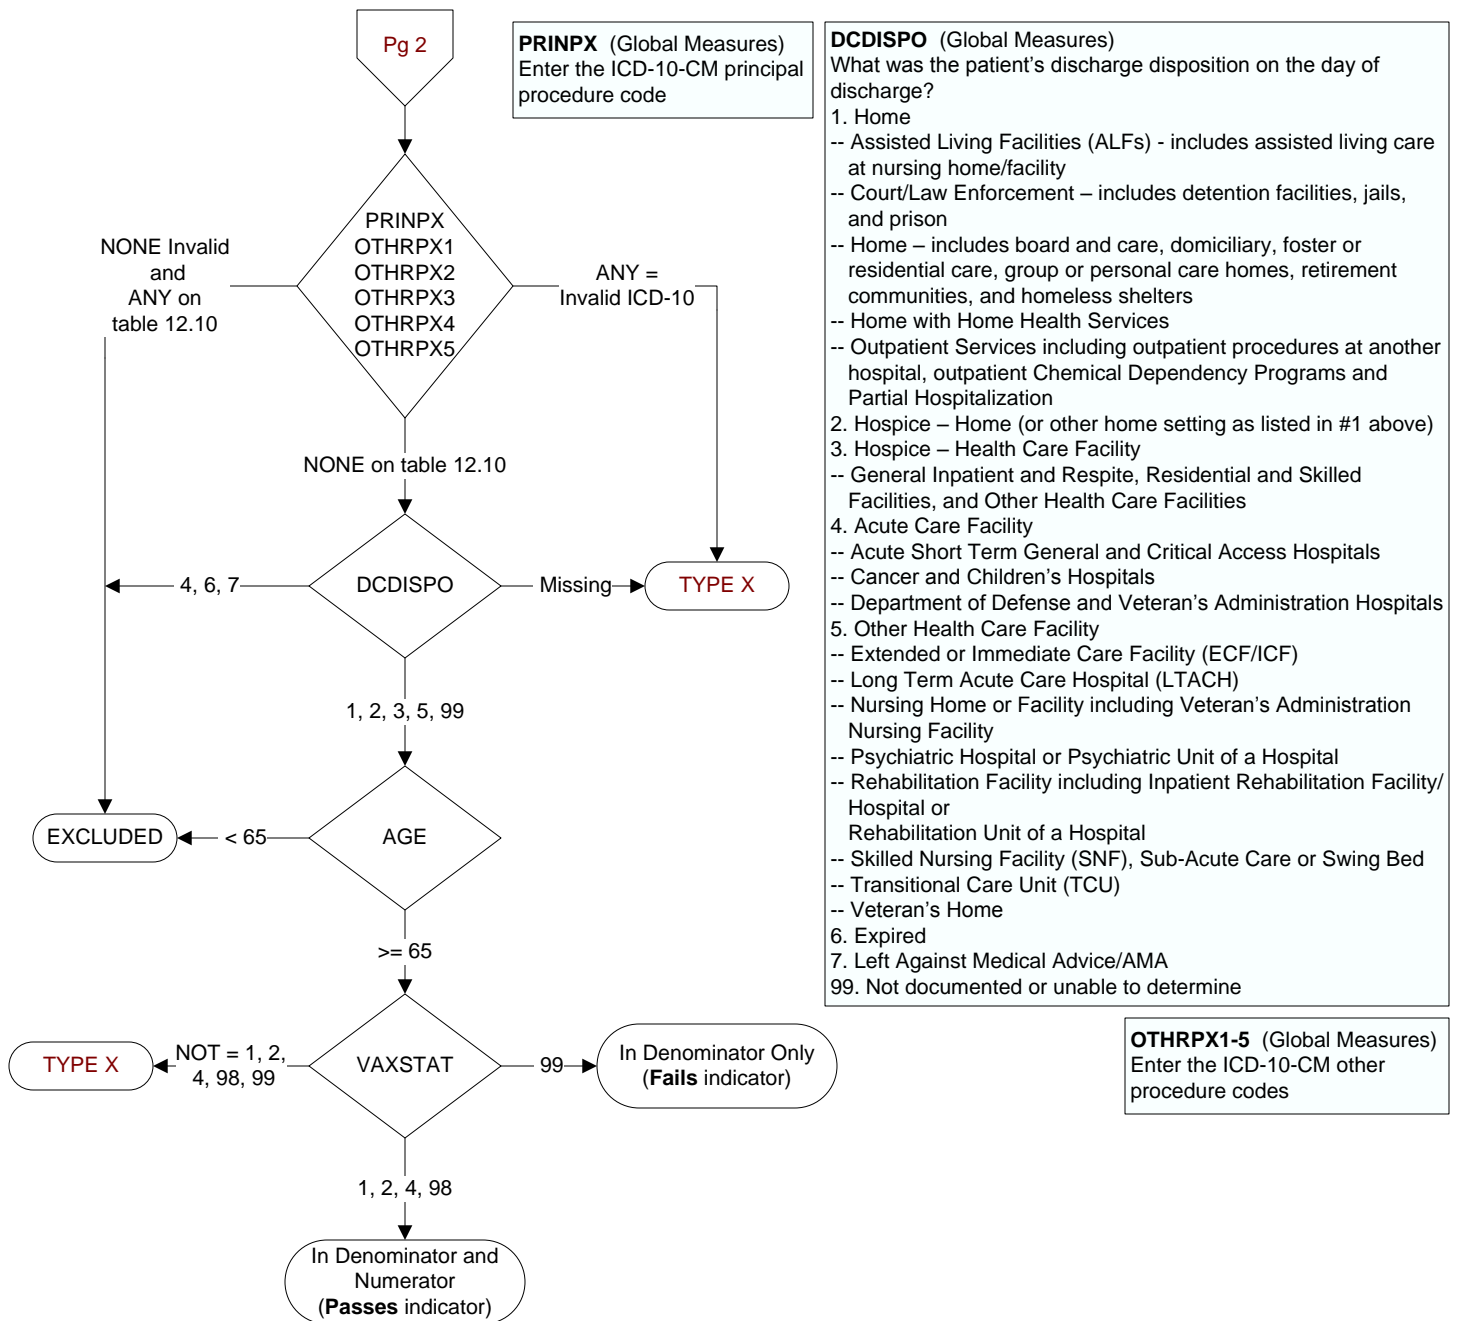 Pg 2
PRINPX (Global Measures)
Enter the ICD-10-CM principal
procedure code
DCDISPO (Global Measures)
What was the patient's discharge disposition on the day of
discharge?
1. Home
-- Assisted Living Facilities (ALFs) - includes assisted living care
at nursing home/facility
-- Court/Law Enforcement – includes detention facilities, jails,
and prison
-- Home – includes board and care, domiciliary, foster or
residential care, group or personal care homes, retirement
communities, and homeless shelters
-- Home with Home Health Services
-- Outpatient Services including outpatient procedures at another
hospital, outpatient Chemical Dependency Programs and
Partial Hospitalization
2. Hospice – Home (or other home setting as listed in #1 above)
3. Hospice – Health Care Facility
-- General Inpatient and Respite, Residential and Skilled
Facilities, and Other Health Care Facilities
4. Acute Care Facility
-- Acute Short Term General and Critical Access Hospitals
-- Cancer and Children's Hospitals
-- Department of Defense and Veteran's Administration Hospitals
5. Other Health Care Facility
-- Extended or Immediate Care Facility (ECF/ICF)
-- Long Term Acute Care Hospital (LTACH)
-- Nursing Home or Facility including Veteran's Administration
Nursing Facility
-- Psychiatric Hospital or Psychiatric Unit of a Hospital
-- Rehabilitation Facility including Inpatient Rehabilitation Facility/
Hospital or
Rehabilitation Unit of a Hospital
-- Skilled Nursing Facility (SNF), Sub-Acute Care or Swing Bed
-- Transitional Care Unit (TCU)
-- Veteran's Home
6. Expired
7. Left Against Medical Advice/AMA
99. Not documented or unable to determine
PRINPX
OTHRPX1
OTHRPX2
OTHRPX3
OTHRPX4
OTHRPX5
NONE Invalid
and
ANY on
table 12.10
ANY =
Invalid ICD-10
NONE on table 12.10
4, 6, 7
DCDISPO
Missing
TYPE X
1, 2, 3, 5, 99
EXCLUDED
< 65
AGE
>= 65
TYPE X
NOT = 1, 2,
4, 98, 99
VAXSTAT
99
In Denominator Only
(Fails indicator)
OTHRPX1-5 (Global Measures)
Enter the ICD-10-CM other
procedure codes
1, 2, 4, 98
In Denominator and
Numerator
(Passes indicator)